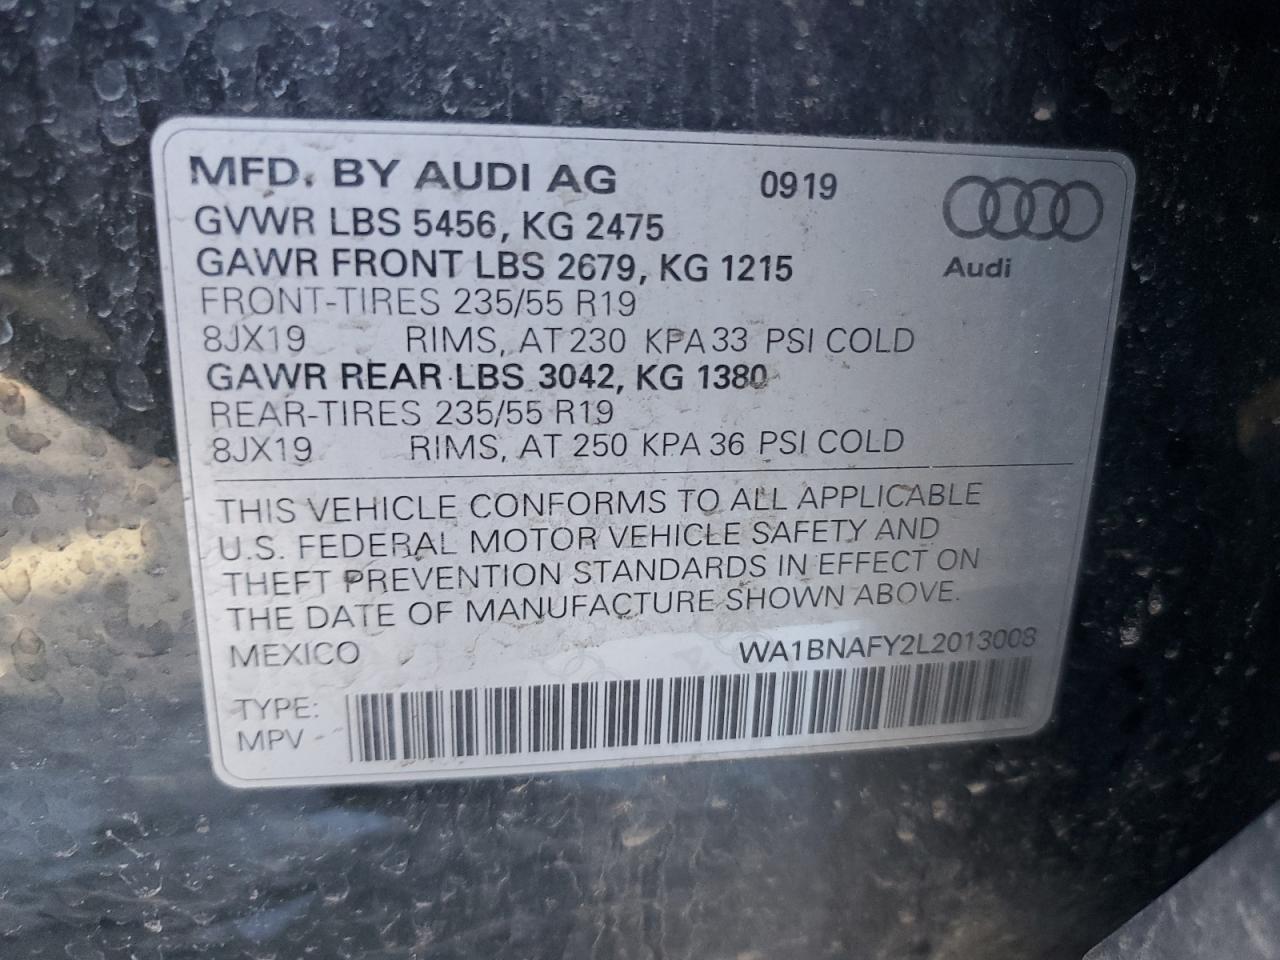 MFD. BY AUDI AG 0919
GVWR LBS 5456, KG 2475
GAWR FRONT LBS 2679, KG 1215
Audi
FRONT-TIRES 235/55 R19
8JX19 RIMS, AT 230 KPA 33 PSI COLD
GAWR REAR LBS 3042, KG 1380
REAR-TIRES 235/55 R19
8JX19 RIMS, AT 250 KPA 36 PSI COLD
THIS VEHICLE CONFORMS TO ALL APPLICABLE
U.S. FEDERAL MOTOR VEHICLE SAFETY AND
THEFT PREVENTION STANDARDS IN EFFECT ON
THE DATE OF MANUFACTURE SHOWN ABOVE.
MEXICO WA1BNAFY2L2013008
TYPE:
MPV